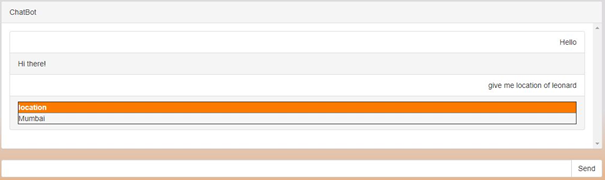 ChatBot
Hello
Hi there!
give me location of leonard
location
Mumbai
Send